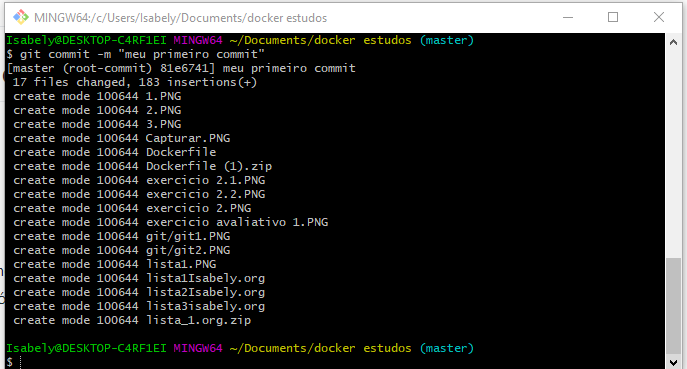 MINGW64:/c/Users/Isabely/Documents/docker estudos
Isabely@DESKTOP-C4RF1EI MINGW64 ~/Documents/docker estudos (master)
$ git commit -m "meu primeiro commit"
[master (root-commit) 81e6741] meu primeiro commit
17 files changed, 183 insertions(+)
create mode 100644 1.PNG
create mode 100644 2.PNG
create mode 100644 3.PNG
create mode 100644 Capturar.PNG
create mode 100644 Dockerfile
create mode 100644 Dockerfile (1).zip
create mode 100644 exercicio 2.1.PNG
create mode 100644 exercicio 2.2.PNG
create mode 100644 exercicio 2.PNG
create mode 100644 exercicio avaliativo 1.PNG
create mode 100644 git/git1.PNG
create mode 100644 git/git2.PNG
create mode 100644 lista1.PNG
create mode 100644 lista1Isabely.org
create mode 100644 lista2Isabely.org
create mode 100644 lista3isabely.org
create mode 100644 lista_1.org.zip
Isabely@DESKTOP-C4RF1EI MINGW64 ~/Documents/docker estudos (master)
$